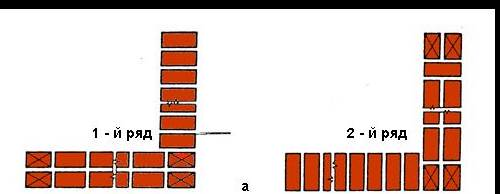 1 - й ряд
2 - й ряд
а